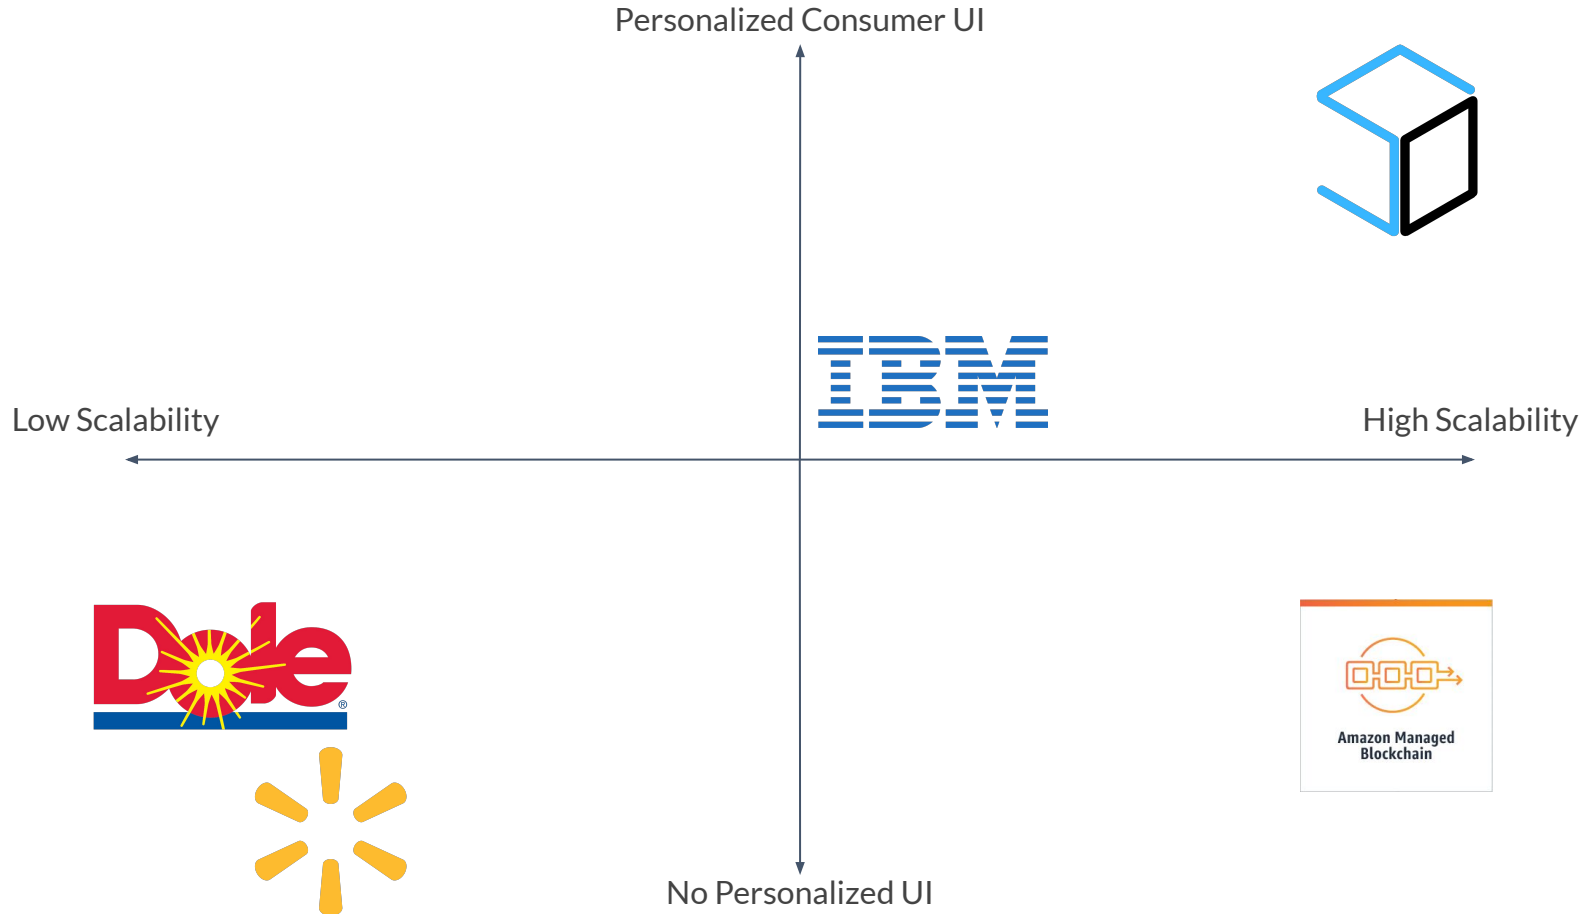 Personalized Consumer UI
IBM
Low Scalability
High Scalability
Dole
®
Amazon Managed
Blockchain
No Personalized UI